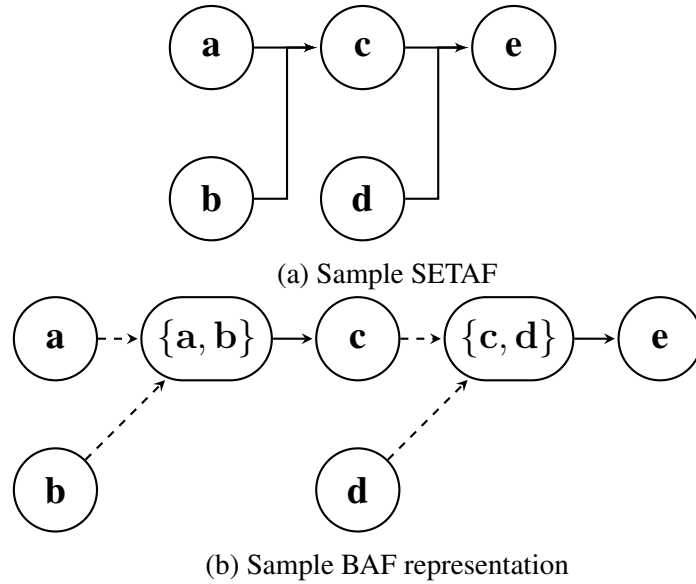 a c e
b d
(a) Sample SETAF
a {a, b} c {c, d} e
b d
(b) Sample BAF representation